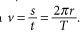 ν = s/t = 2πr/T.